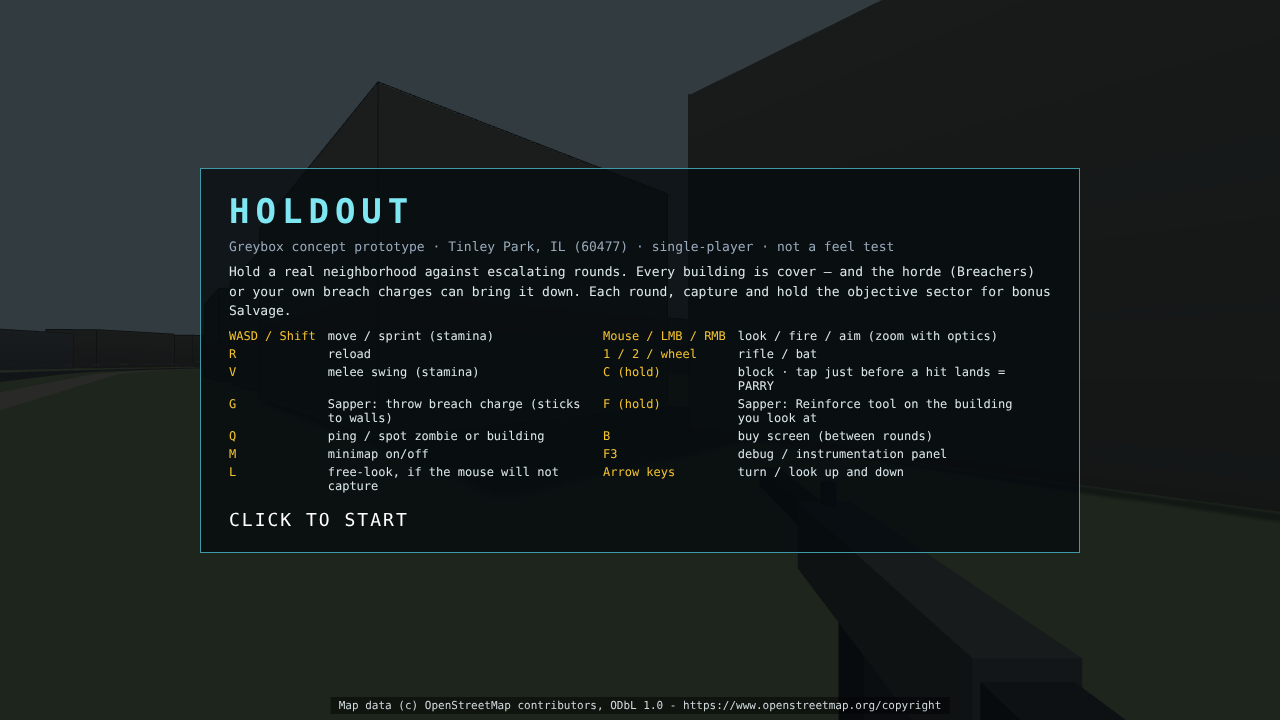 HOLDOUT
Greybox concept prototype · Tinley Park, IL (60477) · single-player · not a feel test
Hold a real neighborhood against escalating rounds. Every building is cover — and the horde (Breachers)
or your own breach charges can bring it down. Each round, capture and hold the objective sector for bonus
Salvage.
WASD / Shift move / sprint (stamina) Mouse / LMB / RMB look / fire / aim (zoom with optics)
R reload 1 / 2 / wheel rifle / bat
V melee swing (stamina) C (hold) block · tap just before a hit lands =
PARRY
G Sapper: throw breach charge (sticks F (hold) Sapper: Reinforce tool on the building
to walls) you look at
Q ping / spot zombie or building B buy screen (between rounds)
M minimap on/off F3 debug / instrumentation panel
L free-look, if the mouse will not Arrow keys turn / look up and down
capture
CLICK TO START
Map data (c) OpenStreetMap contributors, ODbL 1.0 - https://www.openstreetmap.org/copyright